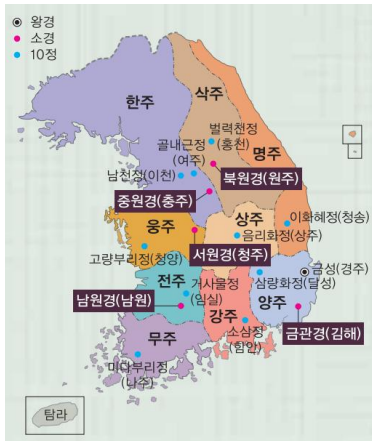 왕경
소경
10정
한주
삭주
벌력천정
(홍천)
골내근정
(여주)
명주
남천정(이천)
북원경(원주)
중원경(충주)
이화혜정(청송)
상주
음리화정(상주)
웅주
서원경(청주)
고량부리정(청양)
금성(경주)
전주
거사물정
(임실)
삼량화정(달성)
양주
남원경(남원)
강주
소삼정
(함안)
금관경(김해)
무주
미다부리정
(나주)
탐라